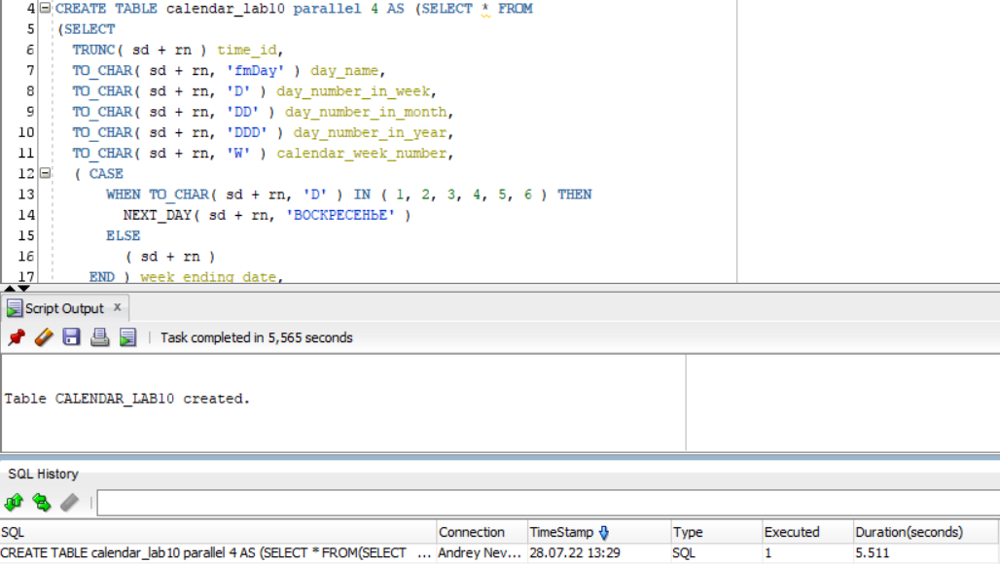 4 CREATE TABLE calendar_lab10 parallel 4 AS (SELECT * FROM
5 (SELECT
6 TRUNC( sd + rn ) time_id,
7 TO_CHAR( sd + rn, 'fmDay' ) day_name,
8 TO_CHAR( sd + rn, 'D' ) day_number_in_week,
9 TO_CHAR( sd + rn, 'DD' ) day_number_in_month,
10 TO_CHAR( sd + rn, 'DDD' ) day_number_in_year,
11 TO_CHAR( sd + rn, 'W' ) calendar_week_number,
12 ( CASE
13 WHEN TO_CHAR( sd + rn, 'D' ) IN ( 1, 2, 3, 4, 5, 6 ) THEN
14 NEXT_DAY( sd + rn, 'ВОСКРЕСЕНЬЕ' )
15 ELSE
16 ( sd + rn )
17 END ) week_ending_date,
Script Output x
Task completed in 5,565 seconds
Table CALENDAR_LAB10 created.
SQL History
SQL Connection TimeStamp Type Executed Duration(seconds)
CREATE TABLE calendar_lab10 parallel 4 AS (SELECT * FROM(SELECT ... Andrey Nev... 28.07.22 13:29 SQL 1 5.511